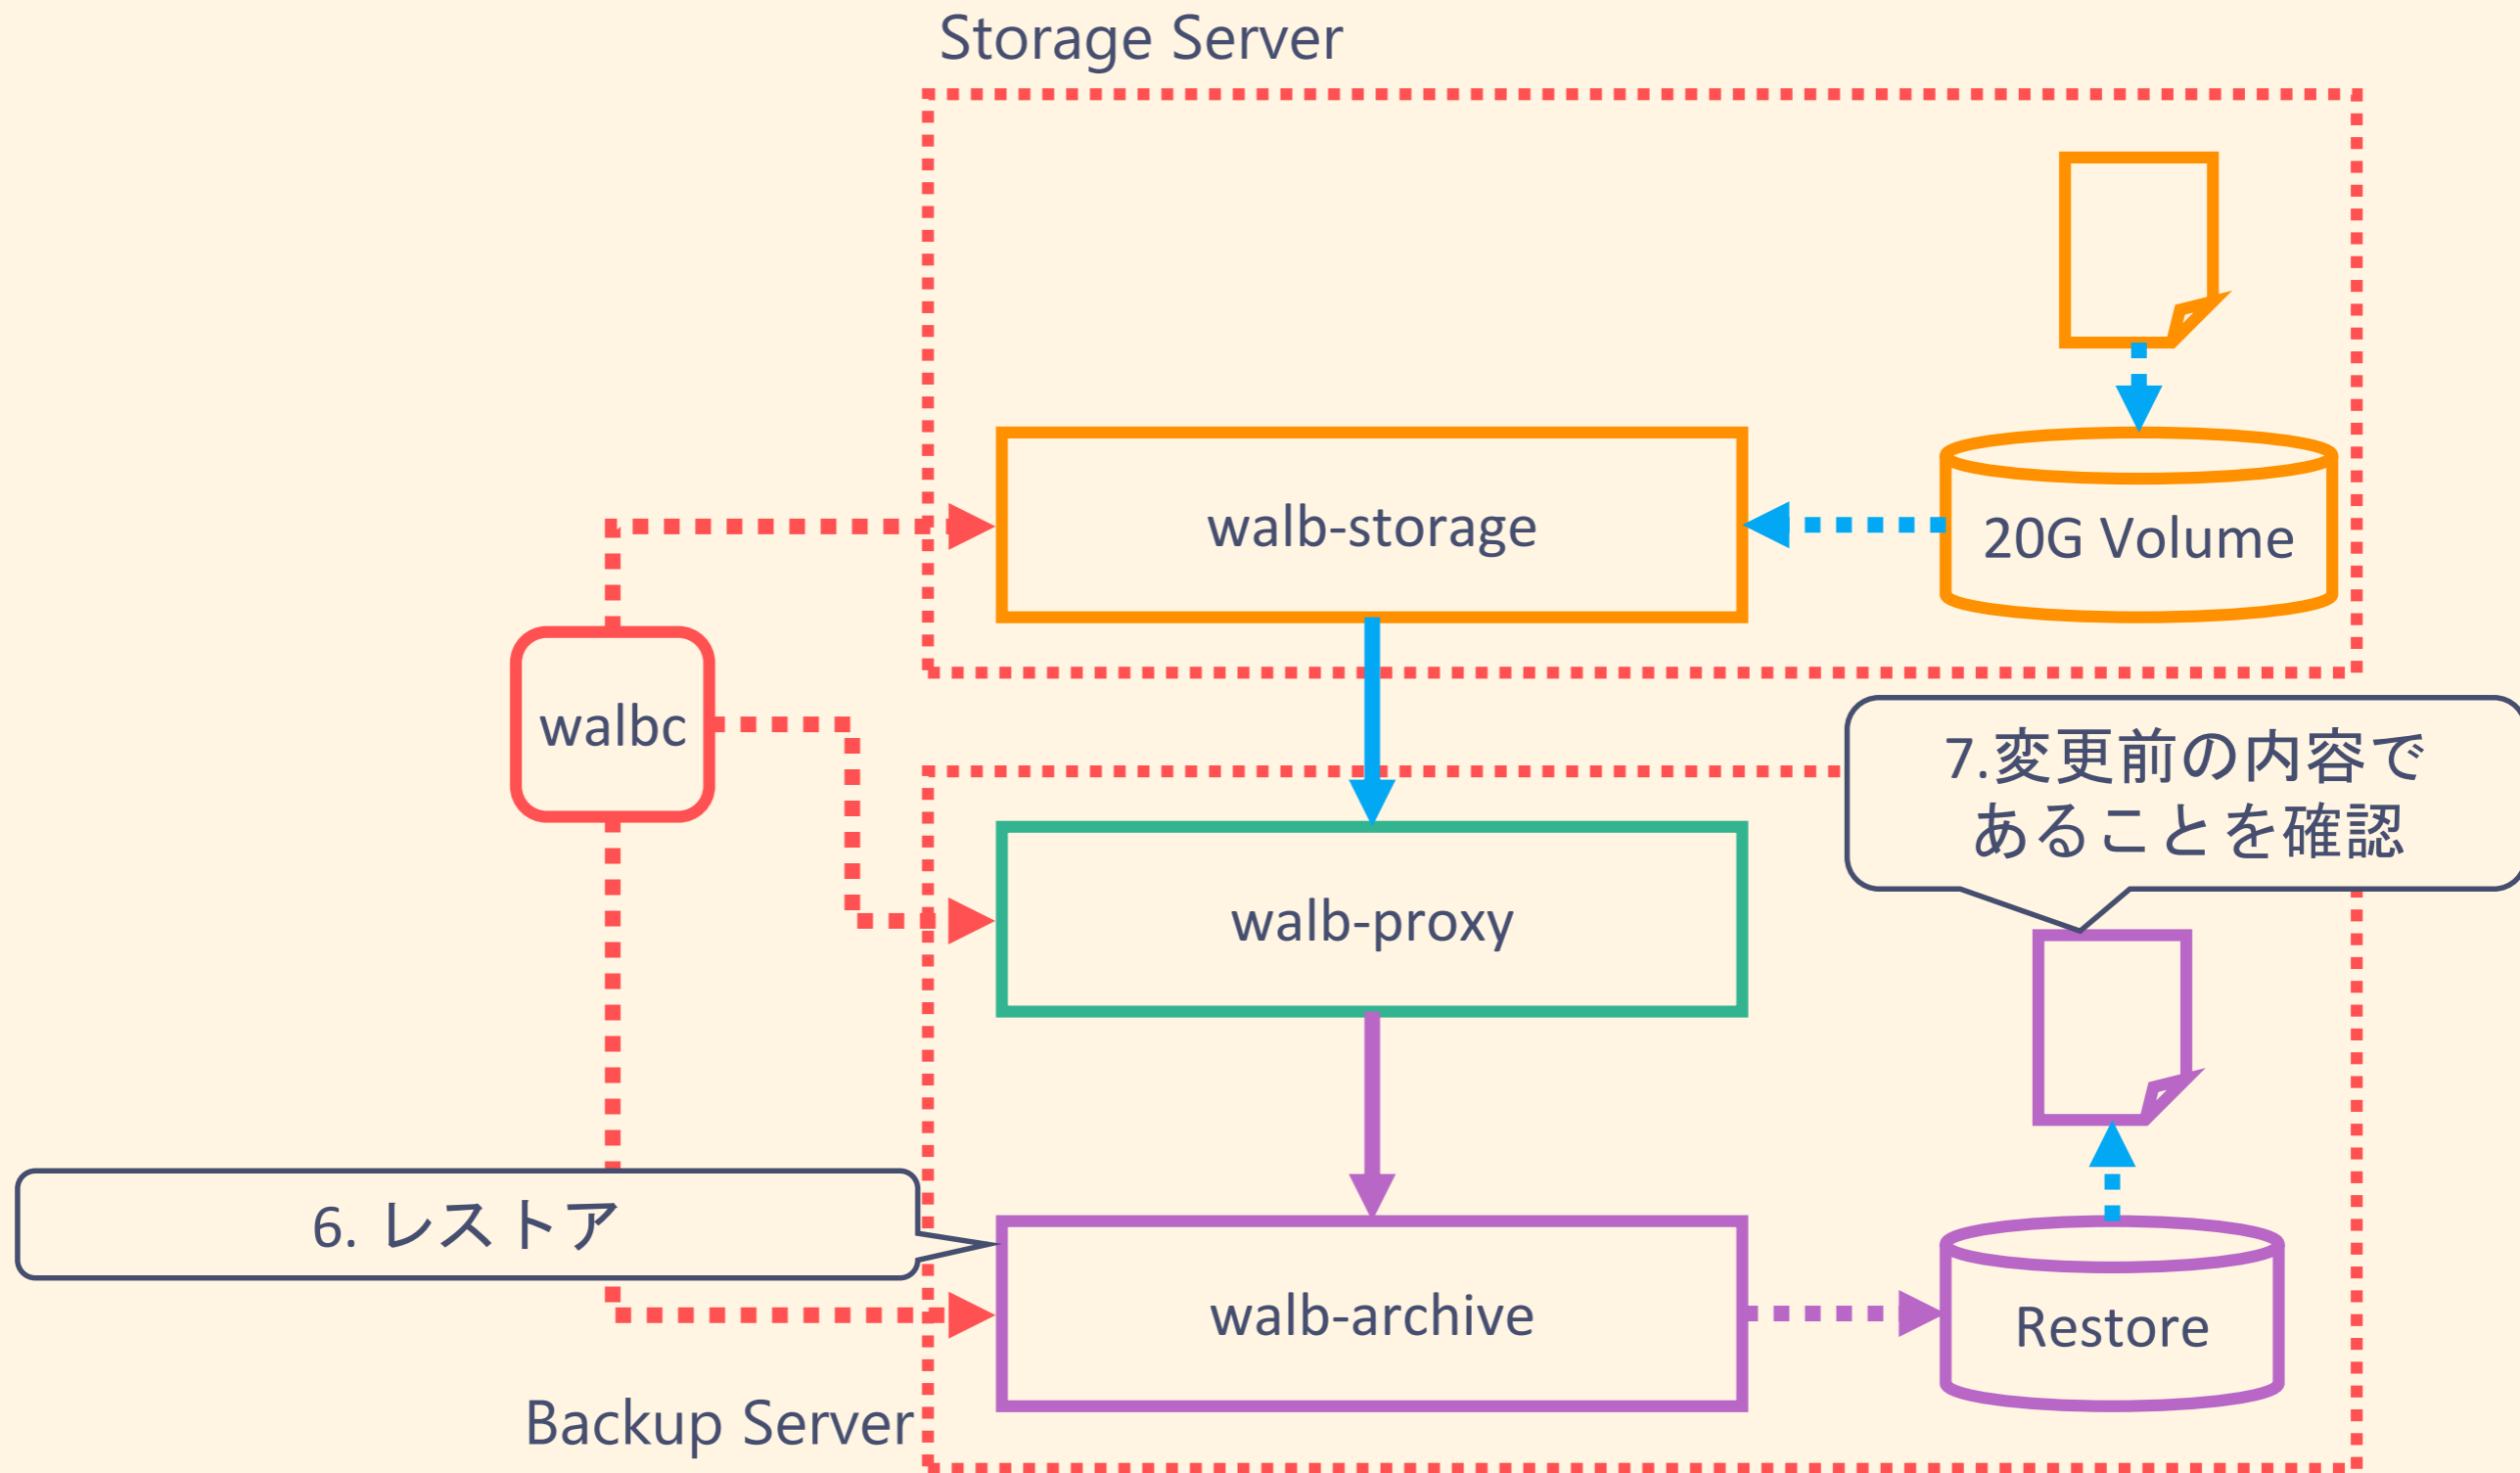 Storage Server
walb-storage
20G Volume
walbc
7.変更前の内容で
あることを確認
walb-proxy
6. レストア
walb-archive
Restore
Backup Server